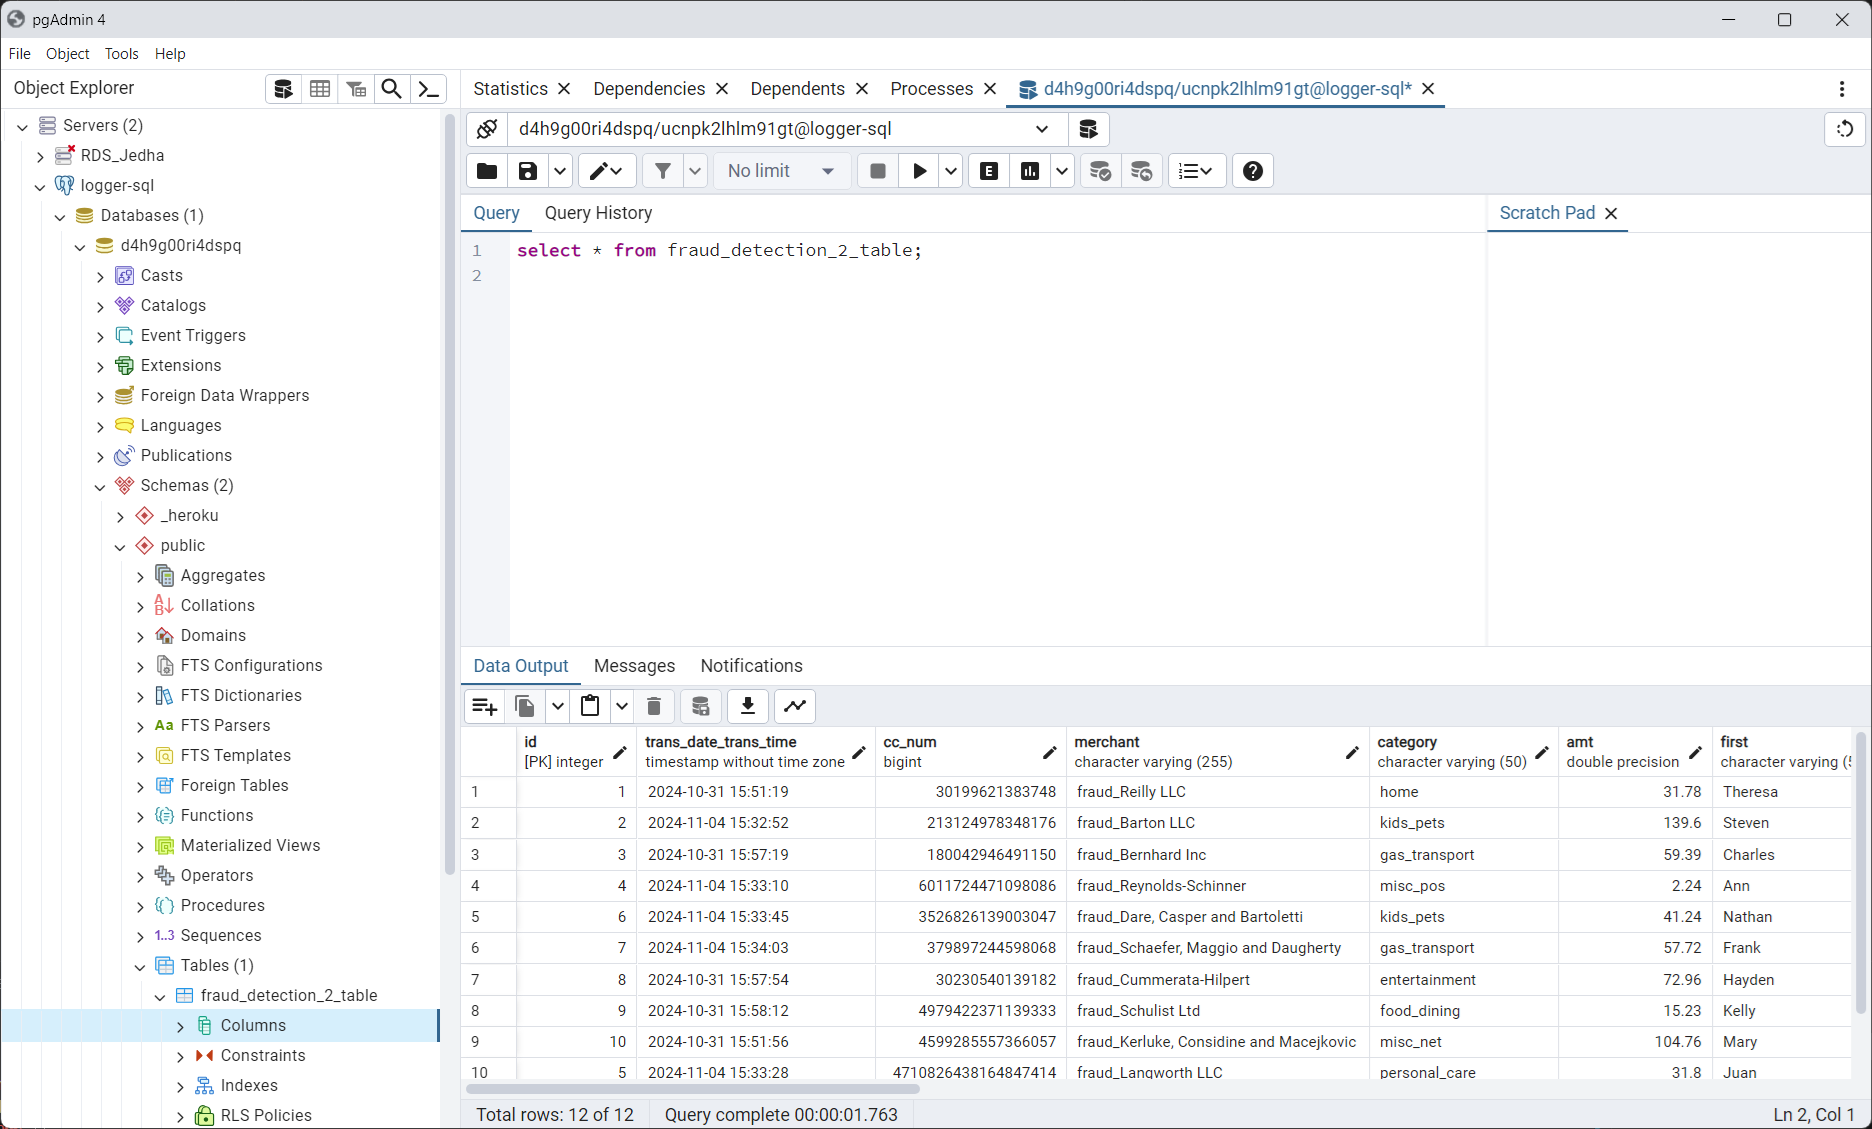 pgAdmin 4
File Object Tools Help
Object Explorer
Statistics Dependencies Dependents Processes d4h9g00ri4dspq/ucnpk2lhlm91gt@logger-sql*
Servers (2)
RDS_Jedha
logger-sql
Databases (1)
d4h9g00ri4dspq
Casts
Catalogs
Event Triggers
Extensions
Foreign Data Wrappers
Languages
Publications
Schemas (2)
_heroku
public
Aggregates
Collations
Domains
FTS Configurations
FTS Dictionaries
Aa FTS Parsers
FTS Templates
Foreign Tables
Functions
Materialized Views
Operators
Procedures
1..3 Sequences
Tables (1)
fraud_detection_2_table
Columns
Constraints
Indexes
RLS Policies
d4h9g00ri4dspq/ucnpk2lhlm91gt@logger-sql
No limit E
Query Query History Scratch Pad
1 select * from fraud_detection_2_table;
2
Data Output Messages Notifications
id trans_date_trans_time cc_num merchant category amt first
[PK] integer timestamp without time zone bigint character varying (255) character varying (50) double precision character varying (5
1 1 2024-10-31 15:51:19 30199621383748 fraud_Reilly LLC home 31.78 Theresa
2 2 2024-11-04 15:32:52 213124978348176 fraud_Barton LLC kids_pets 139.6 Steven
3 3 2024-10-31 15:57:19 180042946491150 fraud_Bernhard Inc gas_transport 59.39 Charles
4 4 2024-11-04 15:33:10 6011724471098086 fraud_Reynolds-Schinner misc_pos 2.24 Ann
5 6 2024-11-04 15:33:45 3526826139003047 fraud_Dare, Casper and Bartoletti kids_pets 41.24 Nathan
6 7 2024-11-04 15:34:03 379897244598068 fraud_Schaefer, Maggio and Daugherty gas_transport 57.72 Frank
7 8 2024-10-31 15:57:54 30230540139182 fraud_Cummerata-Hilpert entertainment 72.96 Hayden
8 9 2024-10-31 15:58:12 4979422371139333 fraud_Schulist Ltd food_dining 15.23 Kelly
9 10 2024-10-31 15:51:56 4599285557366057 fraud_Kerluke, Considine and Macejkovic misc_net 104.76 Mary
10 5 2024-11-04 15:33:28 4710826438164847414 fraud_Langworth LLC personal_care 31.8 Juan
Total rows: 12 of 12 Query complete 00:00:01.763 Ln 2, Col 1